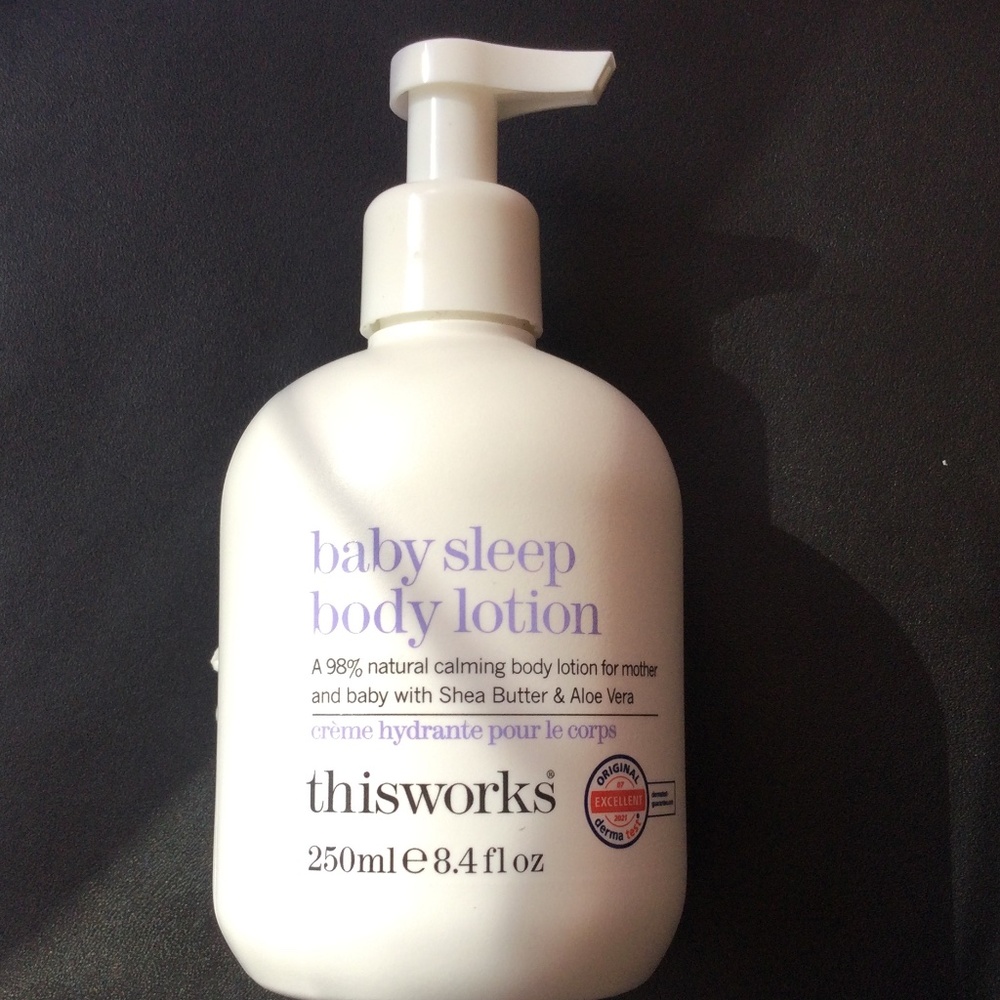 baby sleep
body lotion
A 98% natural calming body lotion for mother
and baby with Shea Butter & Aloe Vera
crème hydrante pour le corps
thisworks®
ORIGINAL
BY
EXCELLENT
2021
derma test®
250ml℮8.4 fl oz